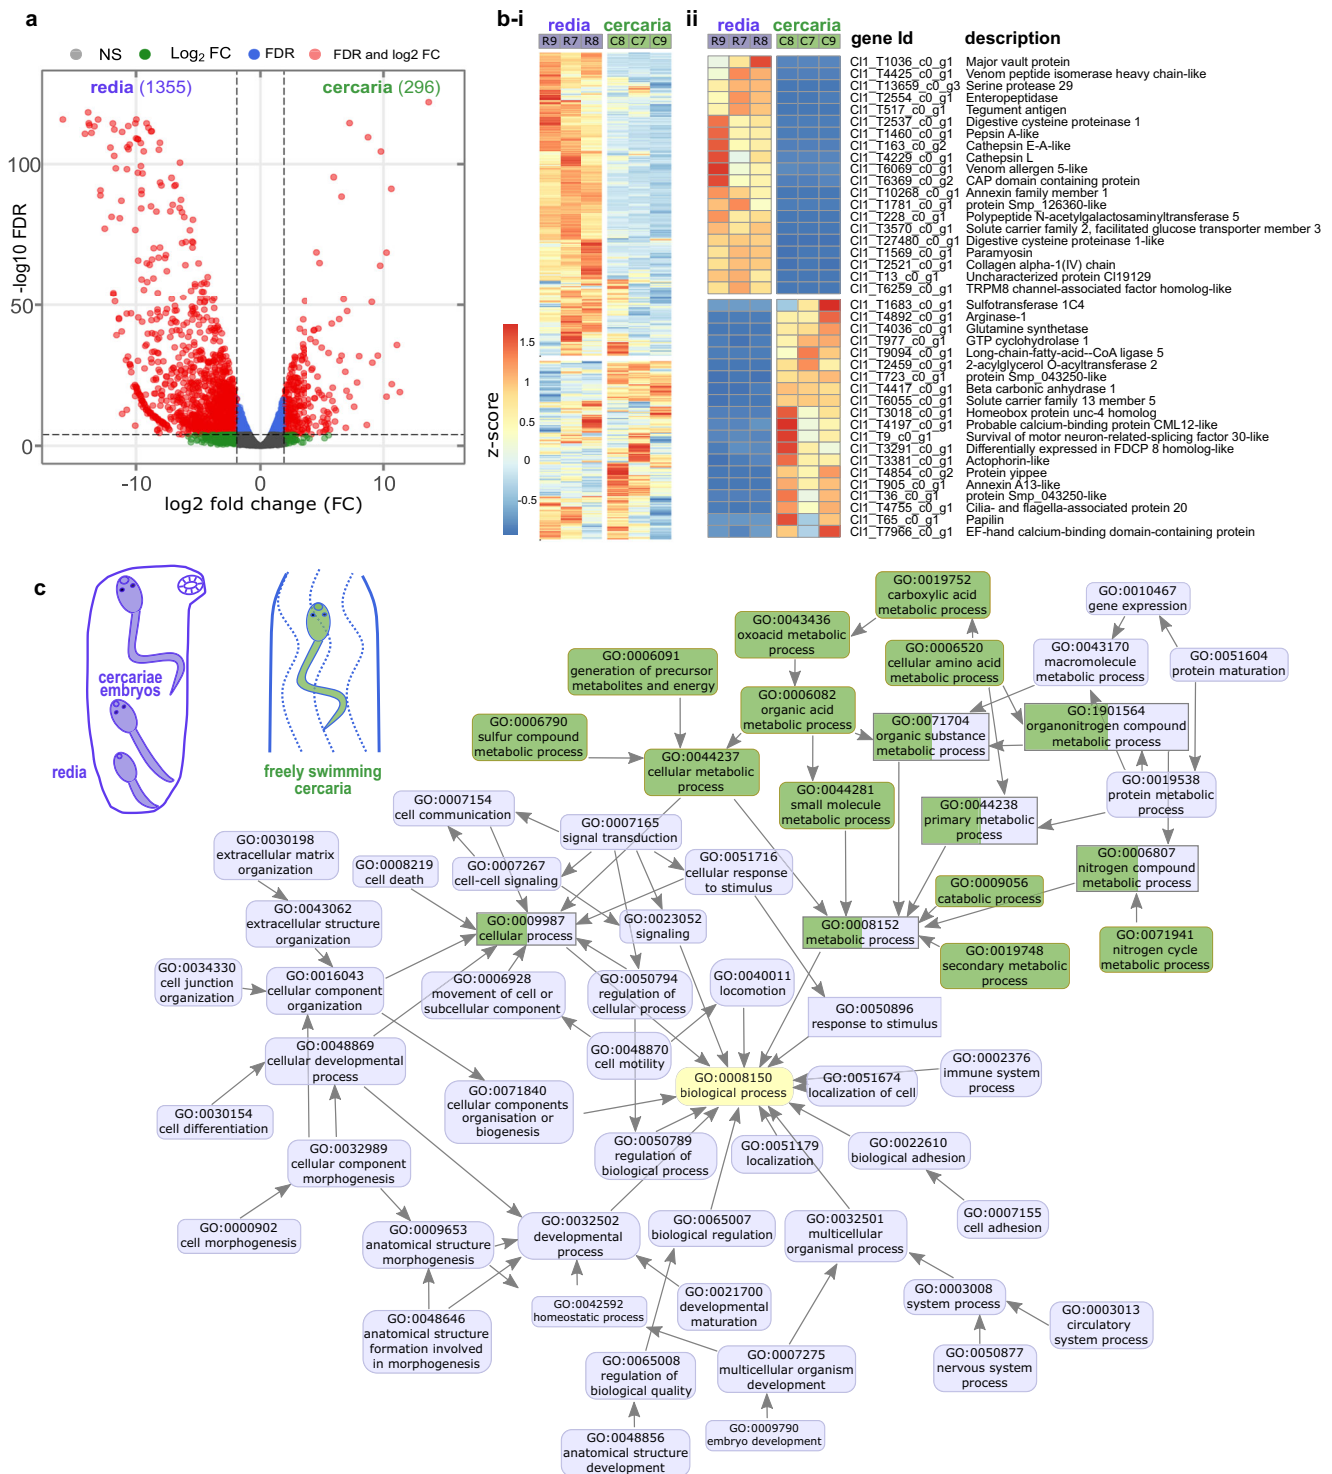 a
NS
Log2 FC
FDR
FDR and log2 FC
redia (1355)
cercaria (296)
-log10 FDR
100
50
0
-10
0
10
log2 fold change (FC)
b-i
redia
cercaria
R9 R7 R8
C8 C7 C9
z-score
1.5
1
0.5
0
-0.5
ii
redia
cercaria
R9 R7 R8
C8 C7 C9
gene Id description
Cl1_T1036_c0_g1 Major vault protein
Cl1_T4425_c0_g1 Venom peptide isomerase heavy chain-like
Cl1_T13659_c0_g3 Serine protease 29
Cl1_T2554_c0_g1 Enteropeptidase
Cl1_T517_c0_g1 Tegument antigen
Cl1_T2537_c0_g1 Digestive cysteine proteinase 1
Cl1_T1460_c0_g1 Pepsin A-like
Cl1_T163_c0_g2 Cathepsin E-A-like
Cl1_T4229_c0_g1 Cathepsin L
Cl1_T6069_c0_g1 Venom allergen 5-like
Cl1_T6369_c0_g2 CAP domain containing protein
Cl1_T10268_c0_g1 Annexin family member 1
Cl1_T1781_c0_g1 protein Smp_126360-like
Cl1_T228_c0_g1 Polypeptide N-acetylgalactosaminyltransferase 5
Cl1_T3570_c0_g1 Solute carrier family 2, facilitated glucose transporter member 3
Cl1_T27480_c0_g1 Digestive cysteine proteinase 1-like
Cl1_T1569_c0_g1 Paramyosin
Cl1_T2521_c0_g1 Collagen alpha-1(IV) chain
Cl1_T13_c0_g1 Uncharacterized protein Cl19129
Cl1_T6259_c0_g1 TRPM8 channel-associated factor homolog-like
Cl1_T1683_c0_g1 Sulfotransferase 1C4
Cl1_T4892_c0_g1 Arginase-1
Cl1_T4036_c0_g1 Glutamine synthetase
Cl1_T977_c0_g1 GTP cyclohydrolase 1
Cl1_T9094_c0_g1 Long-chain-fatty-acid--CoA ligase 5
Cl1_T2459_c0_g1 2-acylglycerol O-acyltransferase 2
Cl1_T723_c0_g1 protein Smp_043250-like
Cl1_T4417_c0_g1 Beta carbonic anhydrase 1
Cl1_T6055_c0_g1 Solute carrier family 13 member 5
Cl1_T3018_c0_g1 Homeobox protein unc-4 homolog
Cl1_T4197_c0_g1 Probable calcium-binding protein CML12-like
Cl1_T9_c0_g1 Survival of motor neuron-related-splicing factor 30-like
Cl1_T3291_c0_g1 Differentially expressed in FDCP 8 homolog-like
Cl1_T3381_c0_g1 Actophorin-like
Cl1_T4854_c0_g2 Protein yippee
Cl1_T905_c0_g1 Annexin A13-like
Cl1_T36_c0_g1 protein Smp_043250-like
Cl1_T4755_c0_g1 Cilia- and flagella-associated protein 20
Cl1_T65_c0_g1 Papilin
Cl1_T7966_c0_g1 EF-hand calcium-binding domain-containing protein
c
cercariae
embryos
redia
freely swimming
cercaria
GO:0019752
carboxylic acid
metabolic process
GO:0010467
gene expression
GO:0043436
oxoacid metabolic
process
GO:0006520
cellular amino acid
metabolic process
GO:0043170
macromolecule
metabolic process
GO:0051604
protein maturation
GO:0006091
generation of precursor
metabolites and energy
GO:0006082
organic acid
metabolic process
GO:0006790
sulfur compound
metabolic process
GO:0071704
organic substance
metabolic process
GO:1901564
organonitrogen compound
metabolic process
GO:0044237
cellular metabolic
process
GO:0044281
small molecule
metabolic process
GO:0019538
protein metabolic
process
GO:0044238
primary metabolic
process
GO:0007154
cell communication
GO:0007165
signal transduction
GO:0030198
extracellular matrix
organization
GO:0008219
cell death
GO:0007267
cell-cell signaling
GO:0051716
cellular response
to stimulus
GO:0006807
nitrogen compound
metabolic process
GO:0009056
catabolic process
GO:0043062
extracellular structure
organization
GO:0009987
cellular process
GO:0023052
signaling
GO:0008152
metabolic process
GO:0071941
nitrogen cycle
metabolic process
GO:0019748
secondary metabolic
process
GO:0034330
cell junction
organization
GO:0016043
cellular component
organization
GO:0006928
movement of cell or
subcellular component
GO:0050794
regulation of
cellular process
GO:0040011
locomotion
GO:0050896
response to stimulus
GO:0048869
cellular developmental
process
GO:0048870
cell motility
GO:0002376
immune system
process
GO:0008150
biological process
GO:0051674
localization of cell
GO:0071840
cellular components
organisation or
biogenesis
GO:0030154
cell differentiation
GO:0050789
regulation of
biological process
GO:0051179
localization
GO:0022610
biological adhesion
GO:0032989
cellular component
morphogenesis
GO:0007155
cell adhesion
GO:0000902
cell morphogenesis
GO:0009653
anatomical structure
morphogenesis
GO:0032502
developmental
process
GO:0065007
biological regulation
GO:0032501
multicellular
organismal process
GO:0003008
system process
GO:0021700
developmental
maturation
GO:0042592
homeostatic process
GO:0003013
circulatory
system process
GO:0048646
anatomical structure
formation involved
in morphogenesis
GO:0065008
regulation of
biological quality
GO:0007275
multicellular organism
development
GO:0050877
nervous system
process
GO:0009790
embryo development
GO:0048856
anatomical structure
development